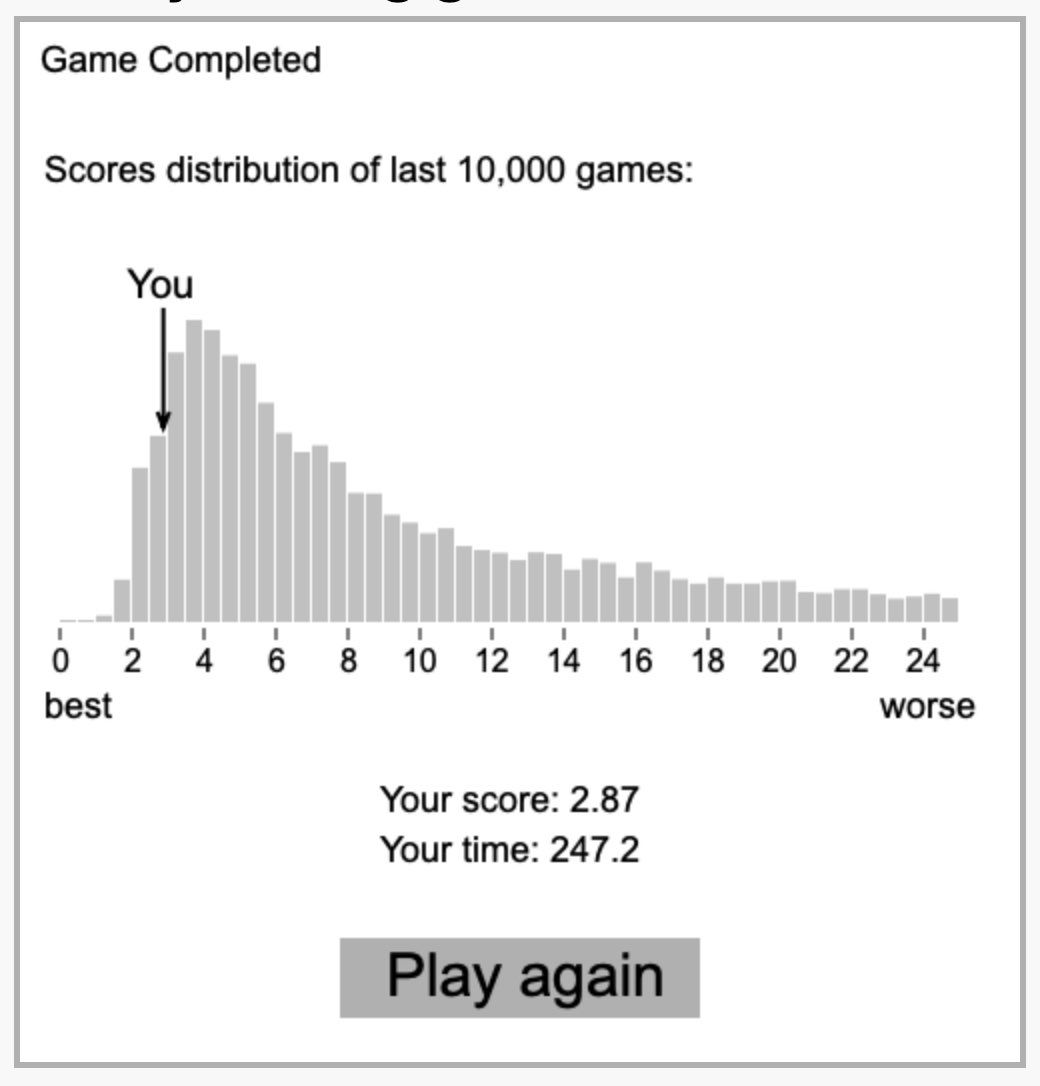 Game Completed
Scores distribution of last 10,000 games:
You
0 2 4 6 8 10 12 14 16 18 20 22 24
best worse
Your score: 2.87
Your time: 247.2
Play again